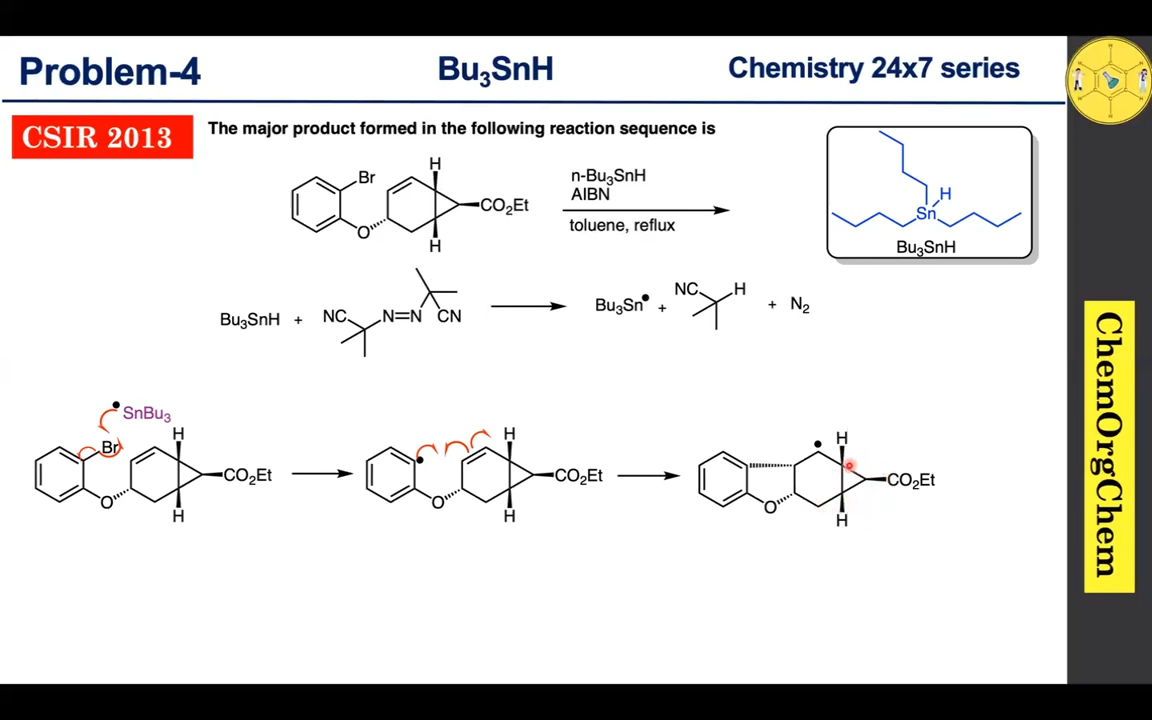 Problem-4
Bu₃SnH
Chemistry 24x7 series
CSIR 2013
The major product formed in the following reaction sequence is
Br
H
O
H
CO₂Et
n-Bu₃SnH
AIBN
toluene, reflux
H
Sn
Bu₃SnH
Bu₃SnH +
NC
N=N
CN
Bu₃Sn• +
NC
H
+ N₂
•SnBu₃
Br
H
O
H
CO₂Et
H
O
H
CO₂Et
H
O
H
CO₂Et
ChemOrgChem